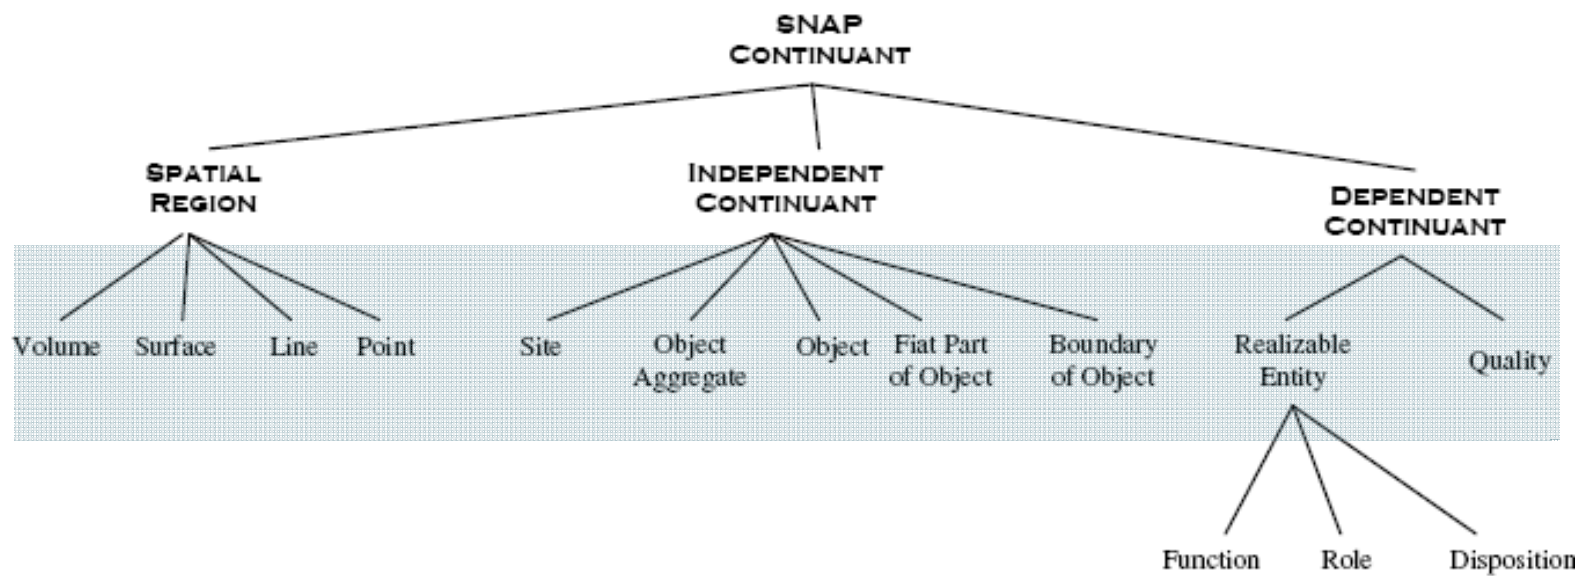 SNAP
CONTINUANT
SPATIAL
REGION
INDEPENDENT
CONTINUANT
DEPENDENT
CONTINUANT
Volume
Surface
Line
Point
Site
Object
Aggregate
Object
Fiat Part
of Object
Boundary
of Object
Realizable
Entity
Quality
Function
Role
Disposition